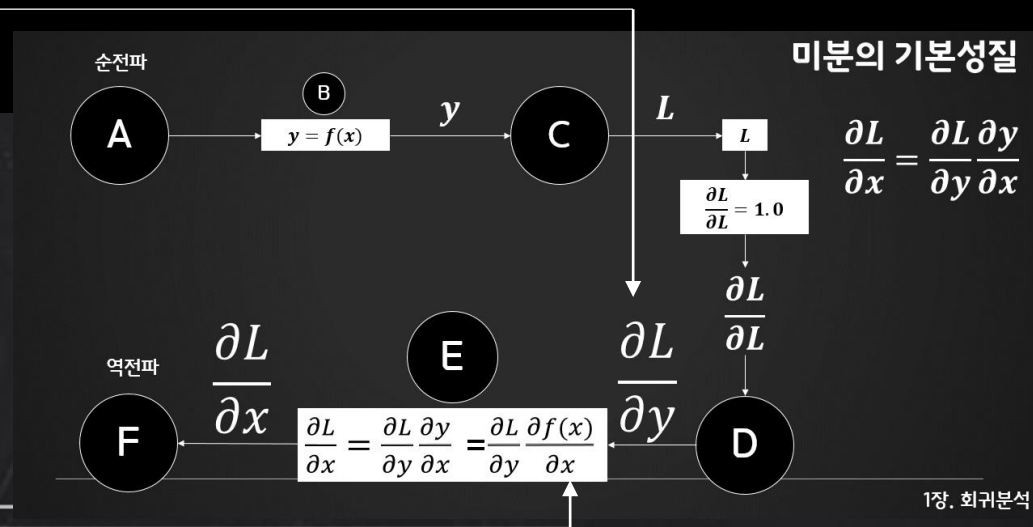 미분의 기본성질
순전파
A
B
y = f(x)
y
C
L
L
∂L/∂x = ∂L/∂y ∂y/∂x
∂L/∂L = 1.0
∂L/∂L
역전파
F
∂L/∂x
E
∂L/∂x = ∂L/∂y ∂y/∂x = ∂L/∂y ∂f(x)/∂x
∂L/∂y
D
1장. 회귀분석